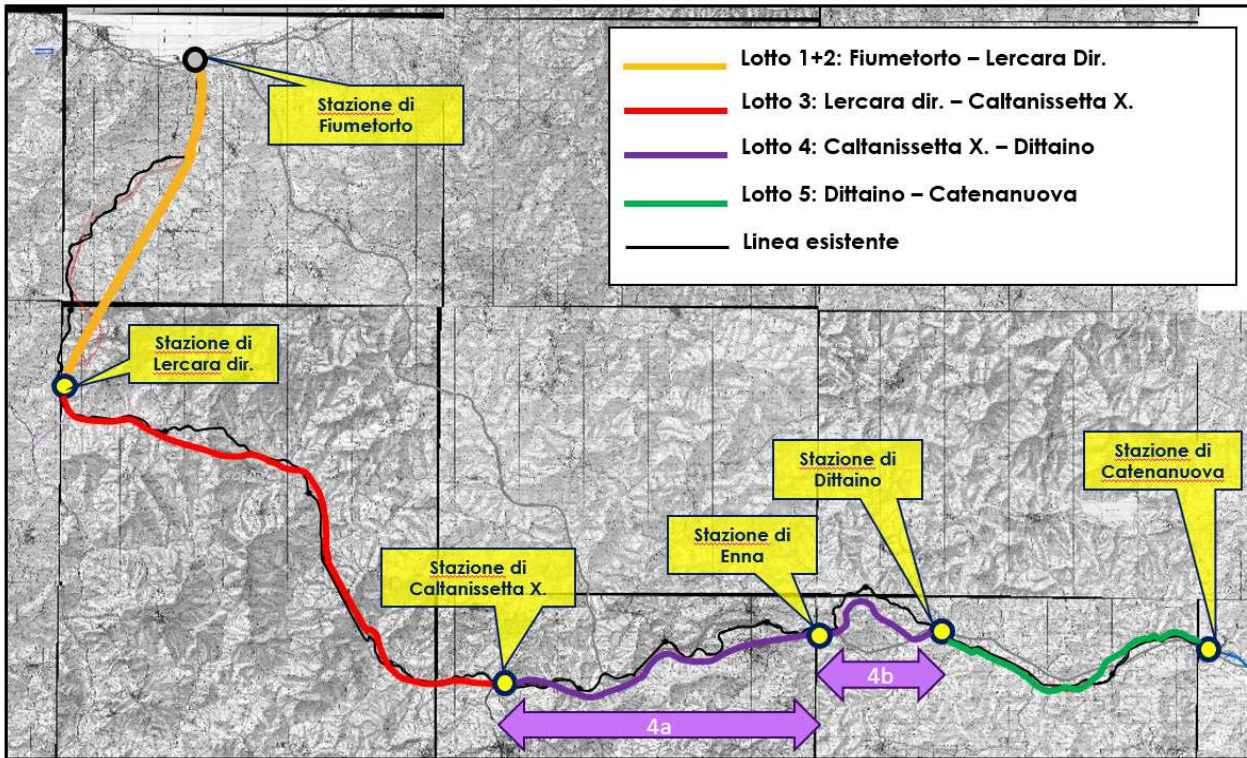 Stazione di
Fiumetorto
Lotto 1+2: Fiumetorto – Lercara Dir.
Lotto 3: Lercara dir. – Caltanissetta X.
Lotto 4: Caltanissetta X. – Dittaino
Lotto 5: Dittaino – Catenanuova
Linea esistente
Stazione di
Lercara dir.
Stazione di
Caltanissetta X.
Stazione di
Enna
Stazione di
Dittaino
Stazione di
Catenanuova
4a
4b